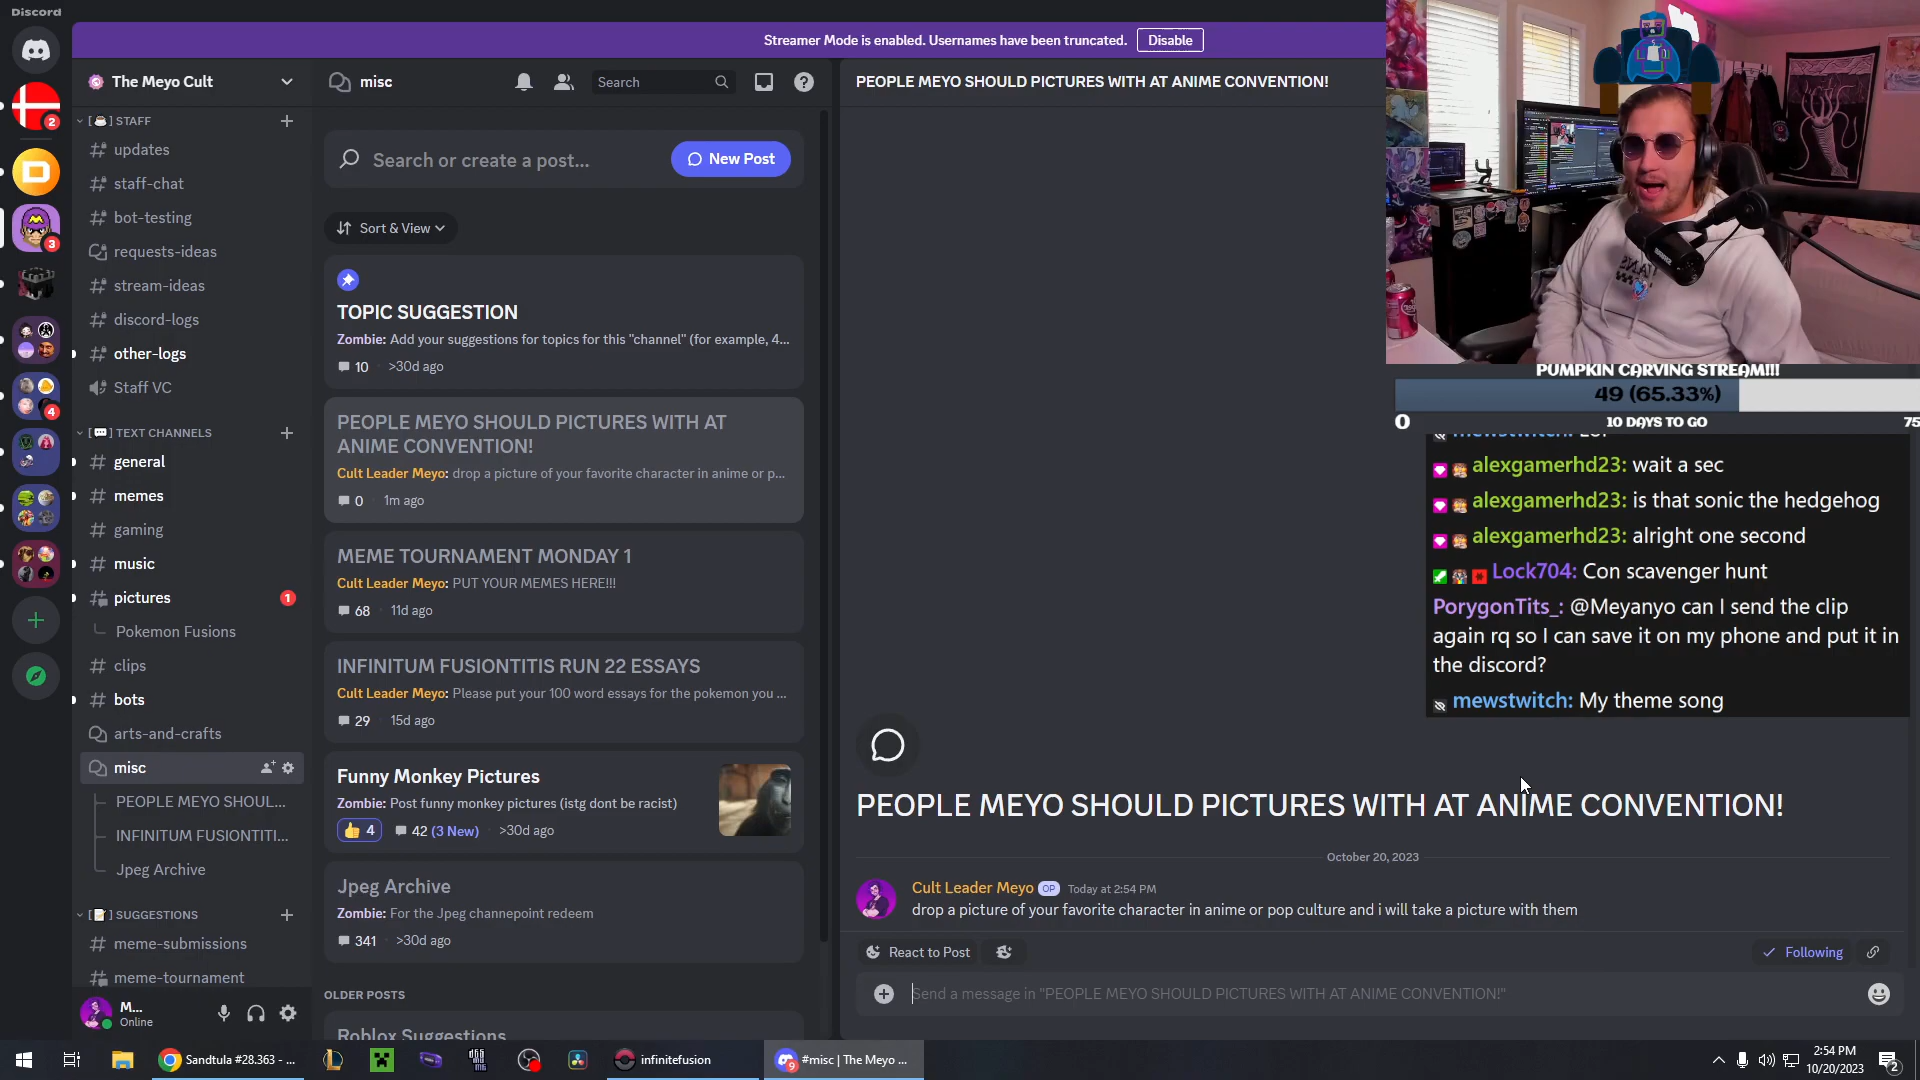 Discord
Streamer Mode is enabled. Usernames have been truncated. Disable
The Meyo Cult
STAFF
updates
staff-chat
bot-testing
requests-ideas
stream-ideas
discord-logs
other-logs
Staff VC
TEXT CHANNELS
general
memes
gaming
music
pictures 1
Pokemon Fusions
clips
bots
arts-and-crafts
misc
PEOPLE MEYO SHOUL...
INFINITUM FUSIONTITI...
Jpeg Archive
SUGGESTIONS
meme-submissions
meme-tournament
M...
Online
2
3
4
misc
Search
Search or create a post...
New Post
Sort & View
TOPIC SUGGESTION
Zombie: Add your suggestions for topics for this "channel" (for example, 4...
10 · >30d ago
PEOPLE MEYO SHOULD PICTURES WITH AT
ANIME CONVENTION!
Cult Leader Meyo: drop a picture of your favorite character in anime or p...
0 · 1m ago
MEME TOURNAMENT MONDAY 1
Cult Leader Meyo: PUT YOUR MEMES HERE!!!
68 · 11d ago
INFINITUM FUSIONTITIS RUN 22 ESSAYS
Cult Leader Meyo: Please put your 100 word essays for the pokemon you ...
29 · 15d ago
Funny Monkey Pictures
Zombie: Post funny monkey pictures (istg dont be racist)
4 42 (3 New) · >30d ago
Jpeg Archive
Zombie: For the Jpeg channepoint redeem
341 · >30d ago
OLDER POSTS
Roblox Suggestions
PEOPLE MEYO SHOULD PICTURES WITH AT ANIME CONVENTION!
PUMPKIN CARVING STREAM!!!
49 (65.33%)
0 10 DAYS TO GO 75
alexgamerhd23: wait a sec
alexgamerhd23: is that sonic the hedgehog
alexgamerhd23: alright one second
Lock704: Con scavenger hunt
PorygonTits_: @Meyanyo can I send the clip
again rq so I can save it on my phone and put it in
the discord?
mewstwitch: My theme song
PEOPLE MEYO SHOULD PICTURES WITH AT ANIME CONVENTION!
October 20, 2023
Cult Leader Meyo OP Today at 2:54 PM
drop a picture of your favorite character in anime or pop culture and i will take a picture with them
React to Post
Following
Send a message in "PEOPLE MEYO SHOULD PICTURES WITH AT ANIME CONVENTION!"
Sandtula #28.363 - ...
infinitefusion
9
#misc | The Meyo ...
2:54 PM
10/20/2023
2